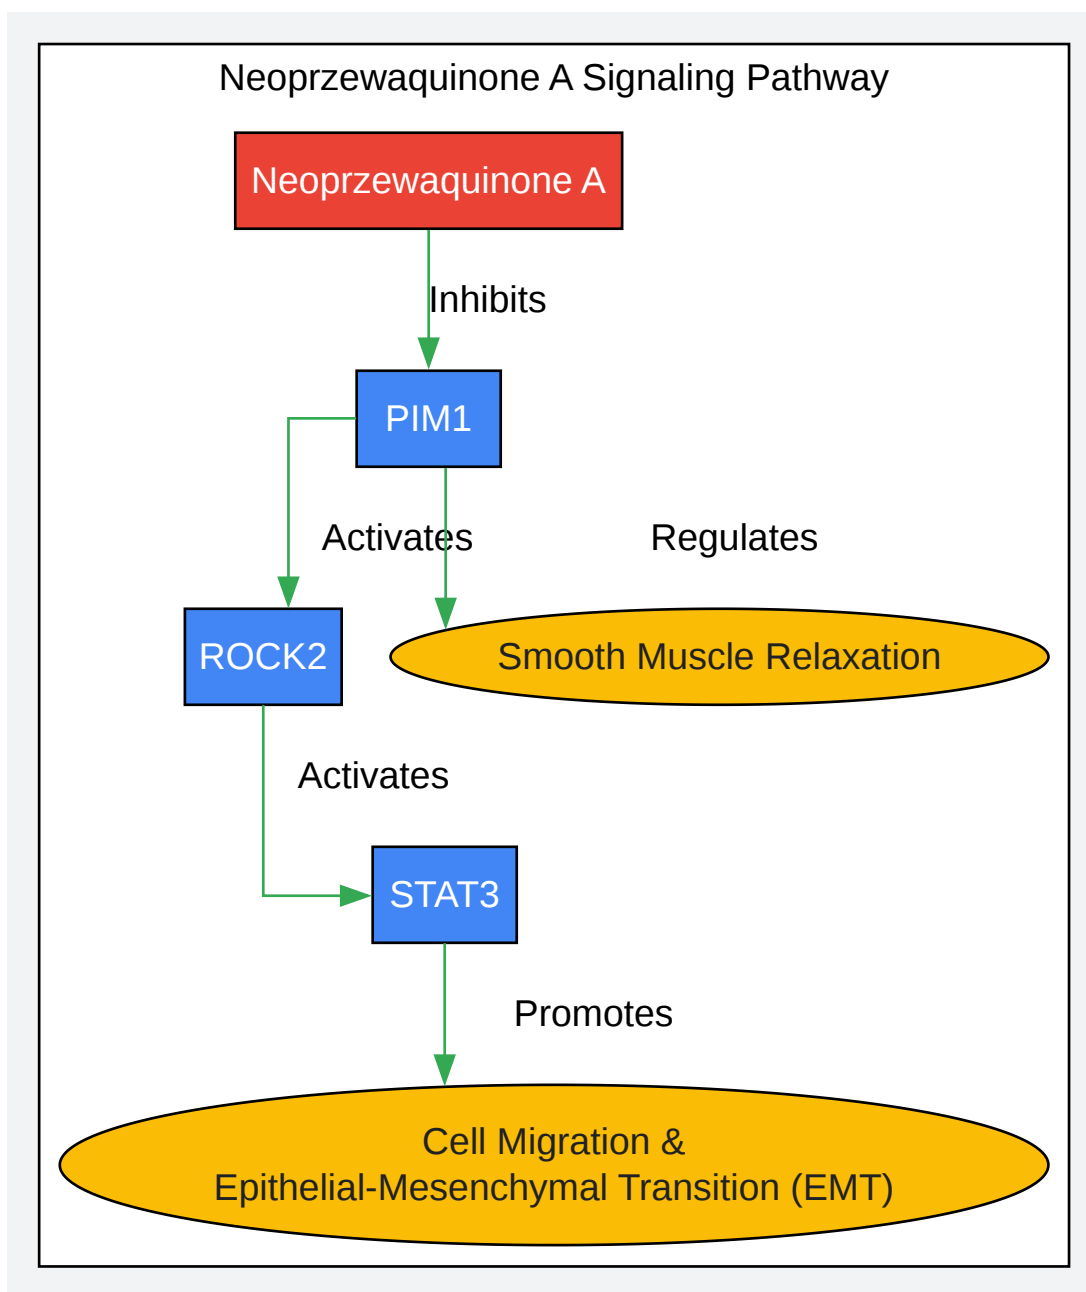 Neoprzewaquinone A Signaling Pathway
Neoprzewaquinone A
Inhibits
PIM1
Activates
Regulates
ROCK2
Smooth Muscle Relaxation
Activates
STAT3
Promotes
Cell Migration &
Epithelial-Mesenchymal Transition (EMT)